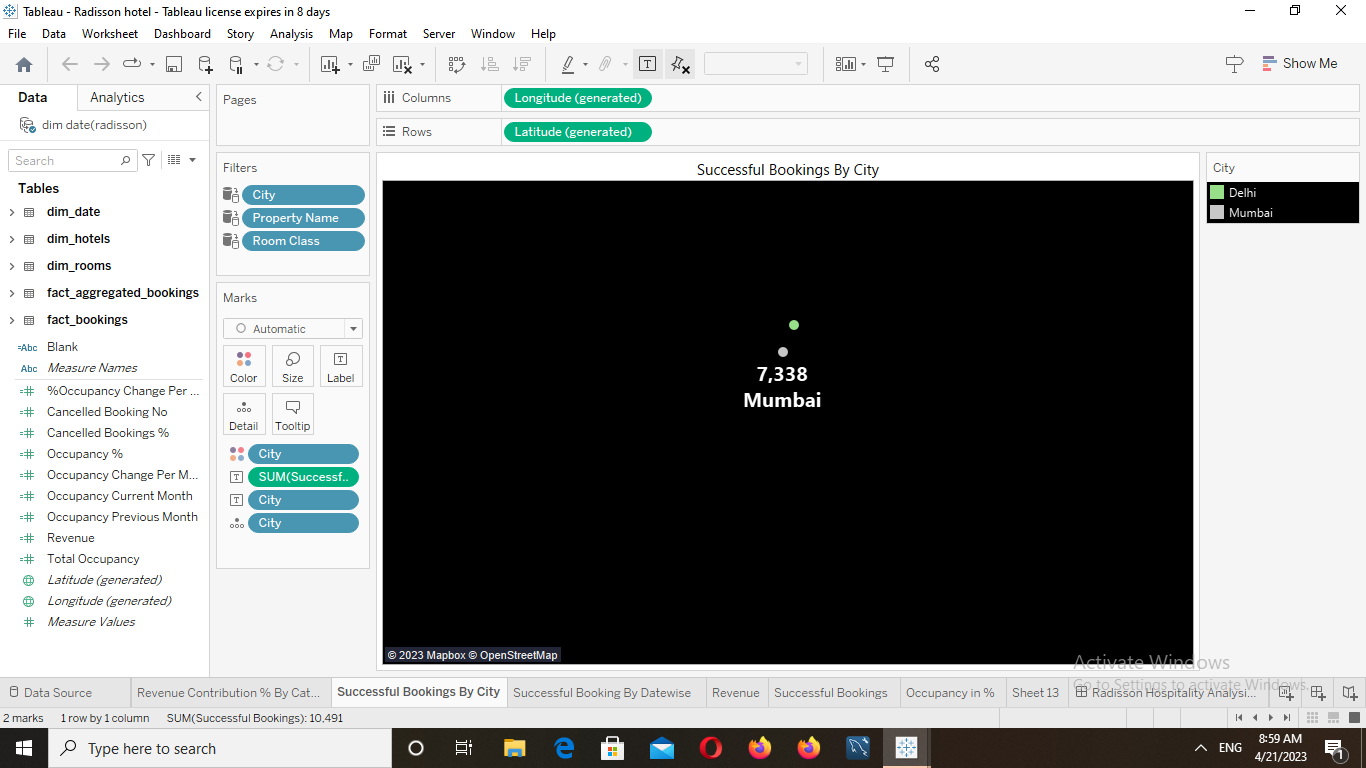 Tableau - Radisson hotel - Tableau license expires in 8 days
File Data Worksheet Dashboard Story Analysis Map Format Server Window Help
Show Me
Data Analytics
dim date(radisson)
Search
Tables
dim_date
dim_hotels
dim_rooms
fact_aggregated_bookings
fact_bookings
Abc Blank
Abc Measure Names
%Occupancy Change Per ...
Cancelled Booking No
Cancelled Bookings %
Occupancy %
Occupancy Change Per M...
Occupancy Current Month
Occupancy Previous Month
Revenue
Total Occupancy
Latitude (generated)
Longitude (generated)
Measure Values
Pages
Filters
City
Property Name
Room Class
Marks
Automatic
Color Size Label
Detail Tooltip
City
SUM(Successf..
City
City
Columns Longitude (generated)
Rows Latitude (generated)
Successful Bookings By City
7,338
Mumbai
© 2023 Mapbox © OpenStreetMap
City
Delhi
Mumbai
Activate Windows
Go to Settings to activate Windows.
Data Source Revenue Contribution % By Cat... Successful Bookings By City Successful Booking By Datewise Revenue Successful Bookings Occupancy in % Sheet 13 Radisson Hospitality Analysi...
2 marks 1 row by 1 column SUM(Successful Bookings): 10,491
Type here to search
ENG
8:59 AM
4/21/2023
1